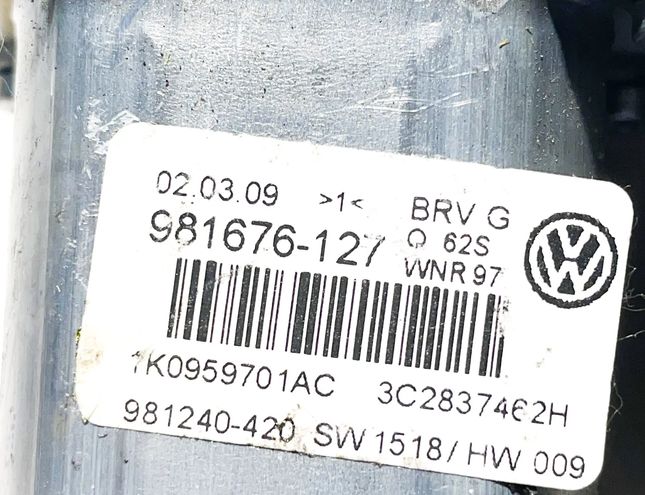 02.03.09 >1< BRV G
981676-127 Q 62S
WNR 97
1K0959701AC 3C2837462H
981240-420 SW 1518/ HW 009